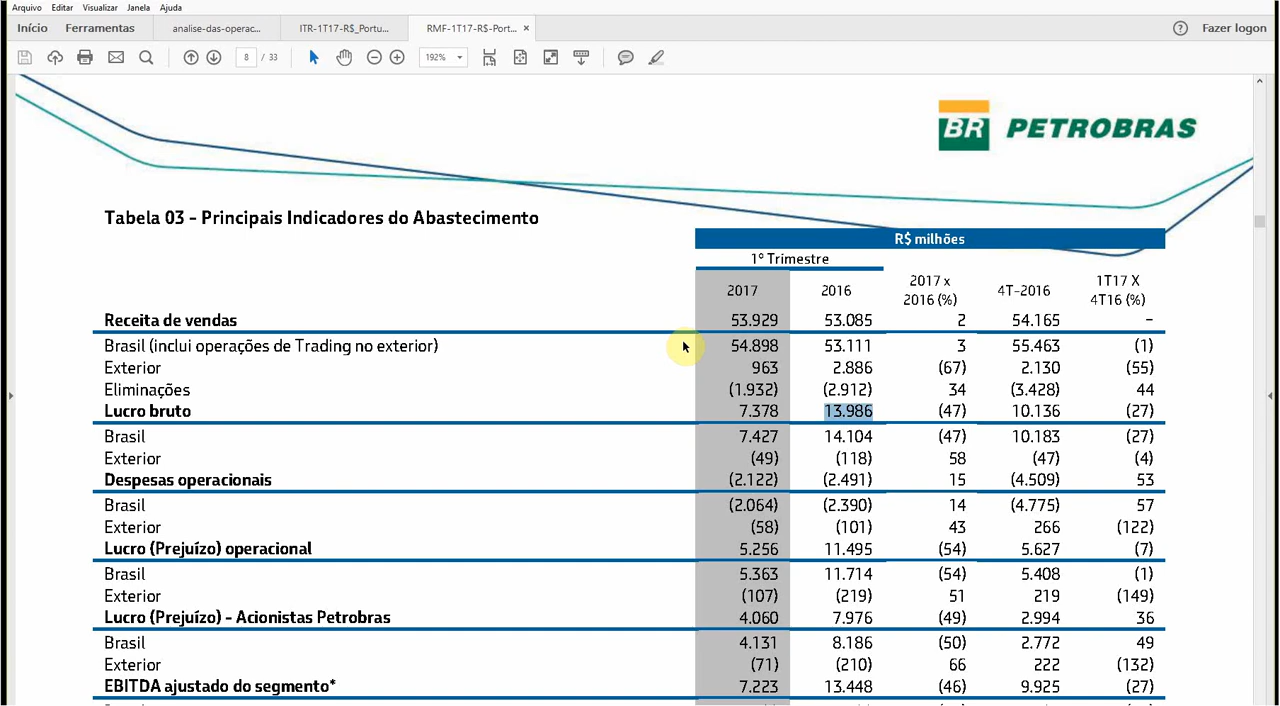 Arquivo Editar Visualizar Janela Ajuda
Início Ferramentas analise-das-operac... ITR-1T17-R$_Portu... RMF-1T17-R$-Port... × ? Fazer logon
8 / 33 192%
BR PETROBRAS
Tabela 03 - Principais Indicadores do Abastecimento
R$ milhões
1º Trimestre
2017 2016 2017 x 2016 (%) 4T-2016 1T17 X 4T16 (%)
Receita de vendas 53.929 53.085 2 54.165 –
Brasil (inclui operações de Trading no exterior) 54.898 53.111 3 55.463 (1)
Exterior 963 2.886 (67) 2.130 (55)
Eliminações (1.932) (2.912) 34 (3.428) 44
Lucro bruto 7.378 13.986 (47) 10.136 (27)
Brasil 7.427 14.104 (47) 10.183 (27)
Exterior (49) (118) 58 (47) (4)
Despesas operacionais (2.122) (2.491) 15 (4.509) 53
Brasil (2.064) (2.390) 14 (4.775) 57
Exterior (58) (101) 43 266 (122)
Lucro (Prejuízo) operacional 5.256 11.495 (54) 5.627 (7)
Brasil 5.363 11.714 (54) 5.408 (1)
Exterior (107) (219) 51 219 (149)
Lucro (Prejuízo) - Acionistas Petrobras 4.060 7.976 (49) 2.994 36
Brasil 4.131 8.186 (50) 2.772 49
Exterior (71) (210) 66 222 (132)
EBITDA ajustado do segmento* 7.223 13.448 (46) 9.925 (27)